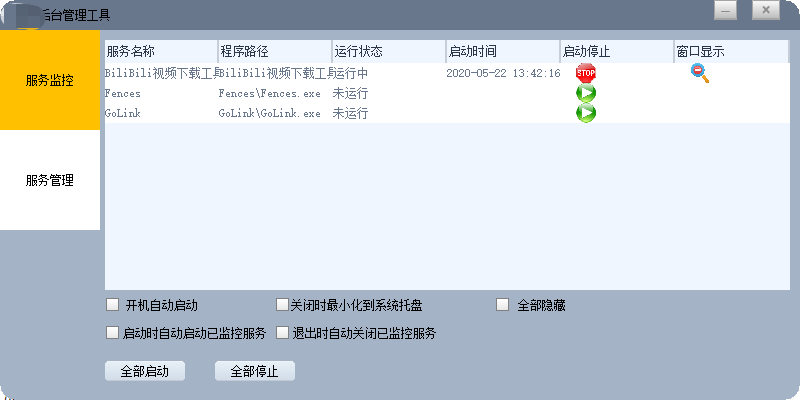 后台管理工具
服务监控
服务管理
服务名称 程序路径 运行状态 启动时间 启动停止 窗口显示
BiliBili视频下载工具 BiliBili视频下载工具 运行中 2020-05-22 13:42:16 STOP
Fences Fences\Fences.exe 未运行
GoLink GoLink\GoLink.exe 未运行
开机自动启动 关闭时最小化到系统托盘 全部隐藏
启动时自动启动已监控服务 退出时自动关闭已监控服务
全部启动 全部停止